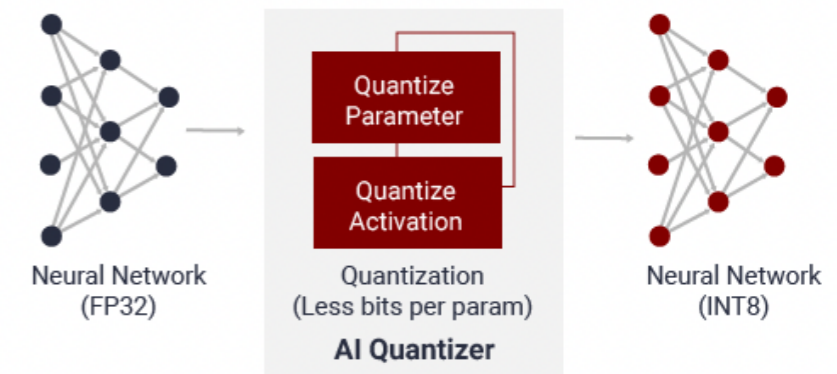 Quantize
Parameter
Quantize
Activation
Neural Network
(FP32)
Quantization
(Less bits per param)
AI Quantizer
Neural Network
(INT8)